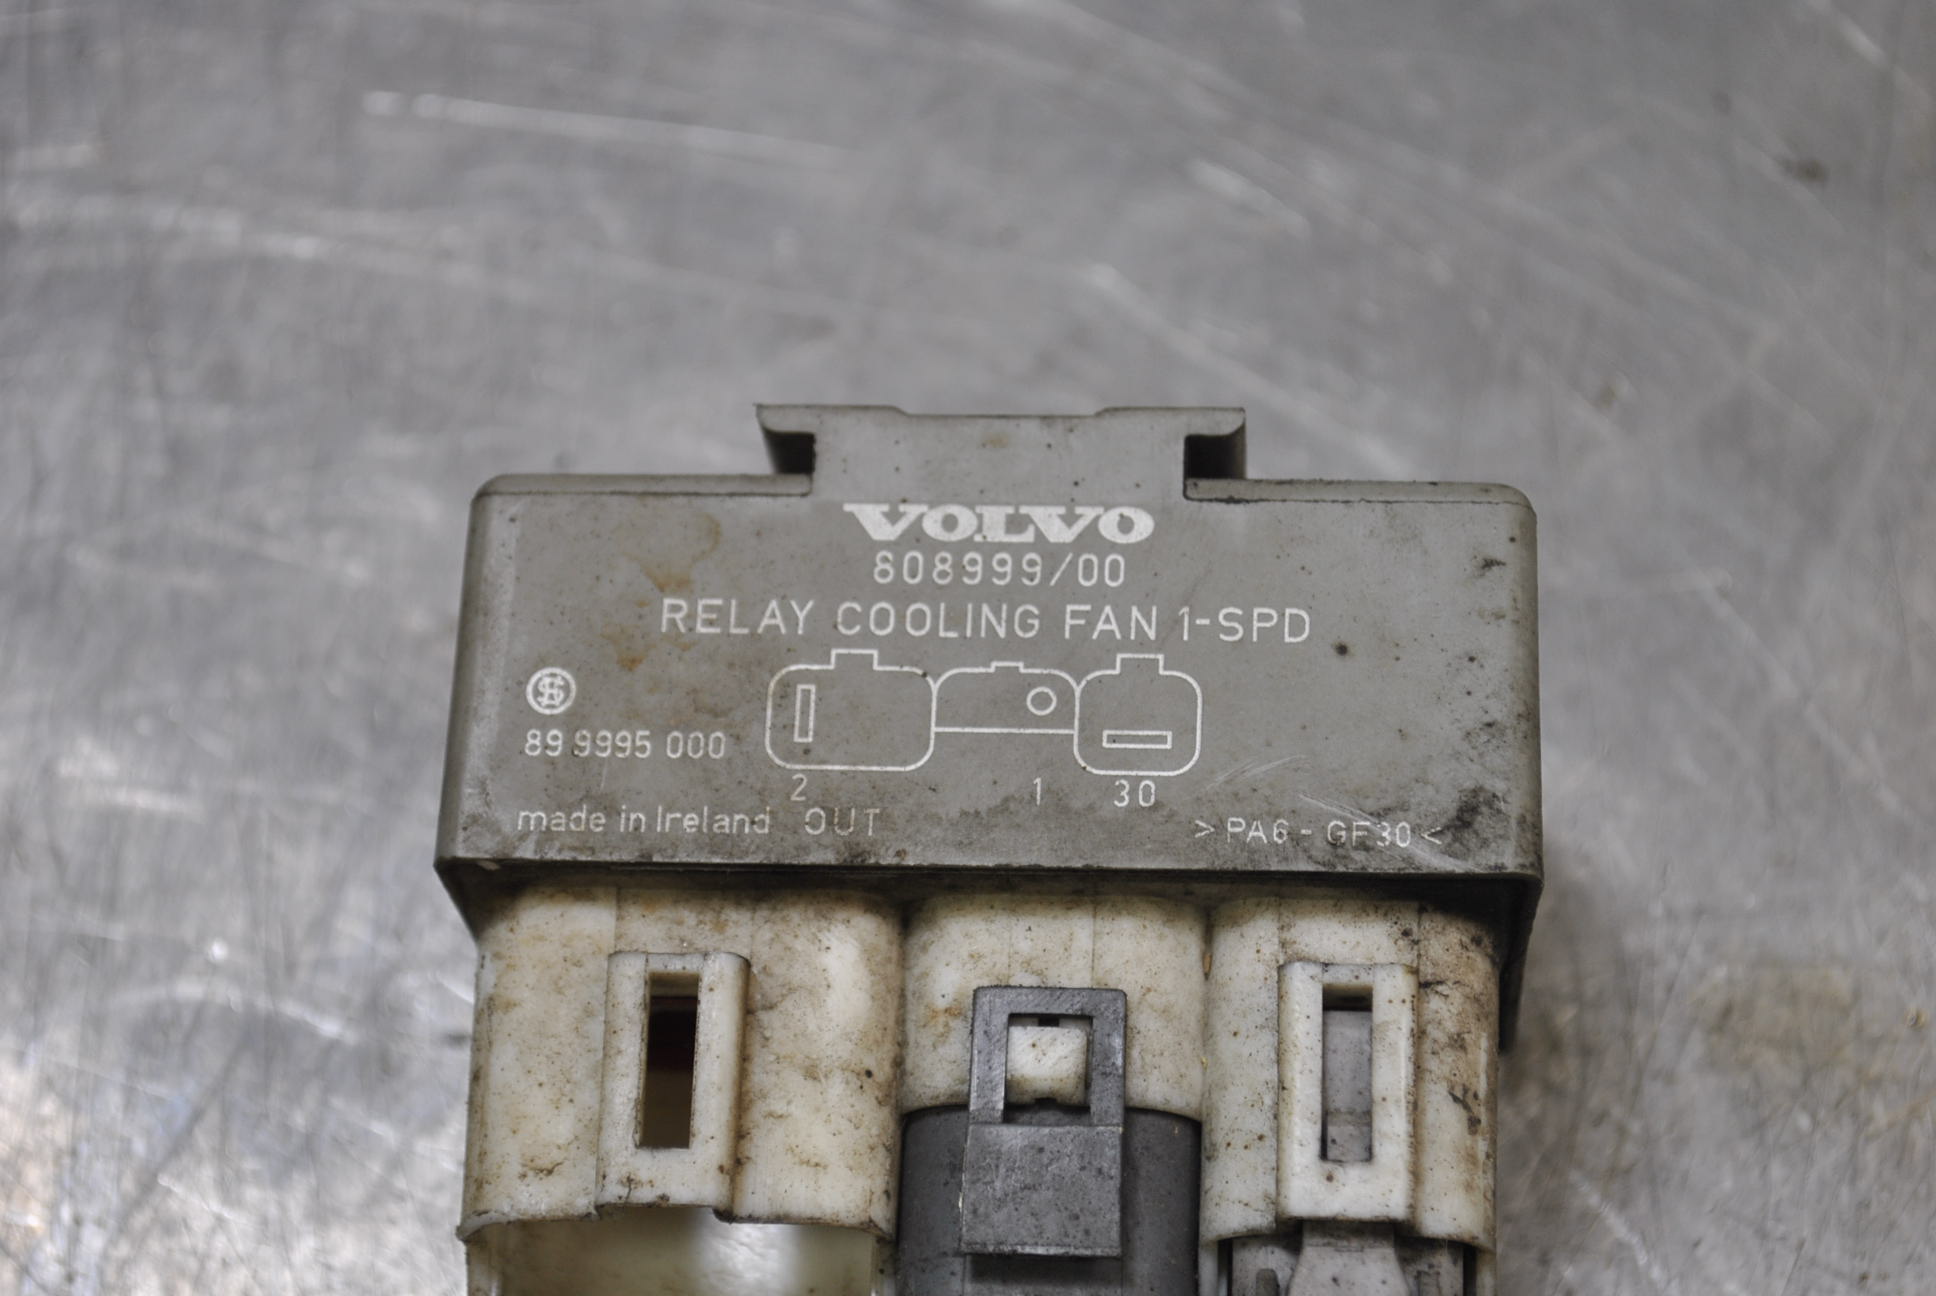 VOLVO
808999/00
RELAY COOLING FAN 1-SPD
89 9995 000
2 1 30
made in Ireland OUT
>PA6-GF30<